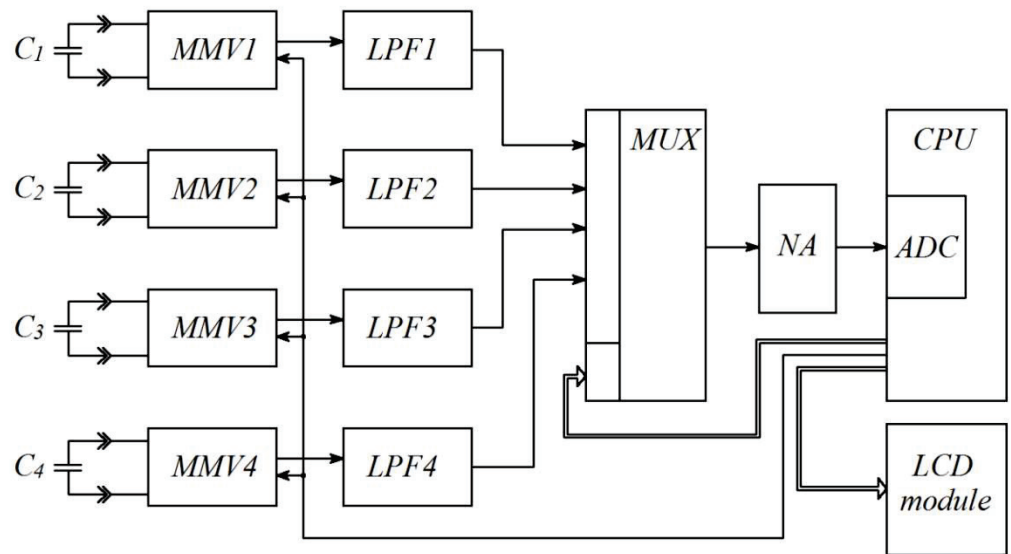 C1
MMV1
LPF1
C2
MMV2
LPF2
C3
MMV3
LPF3
C4
MMV4
LPF4
MUX
NA
CPU
ADC
LCD
module